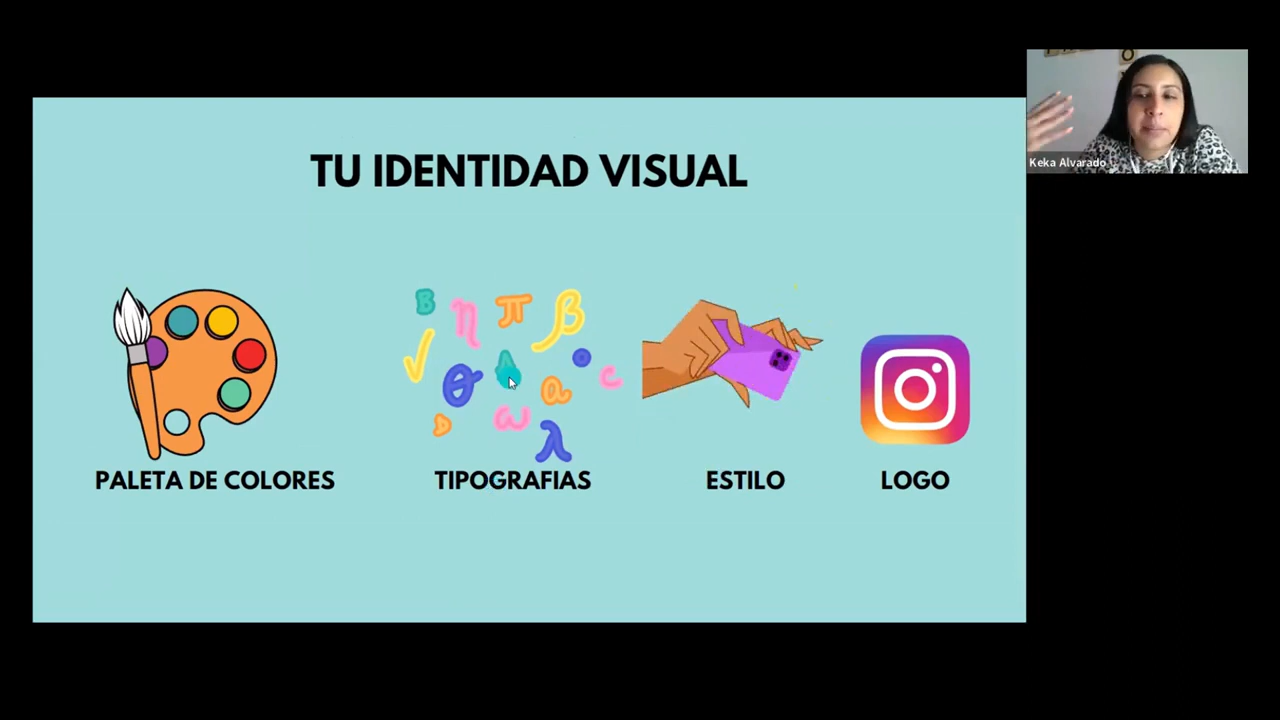 TU IDENTIDAD VISUAL
Keka Alvarado
PALETA DE COLORES
TIPOGRAFIAS
ESTILO
LOGO